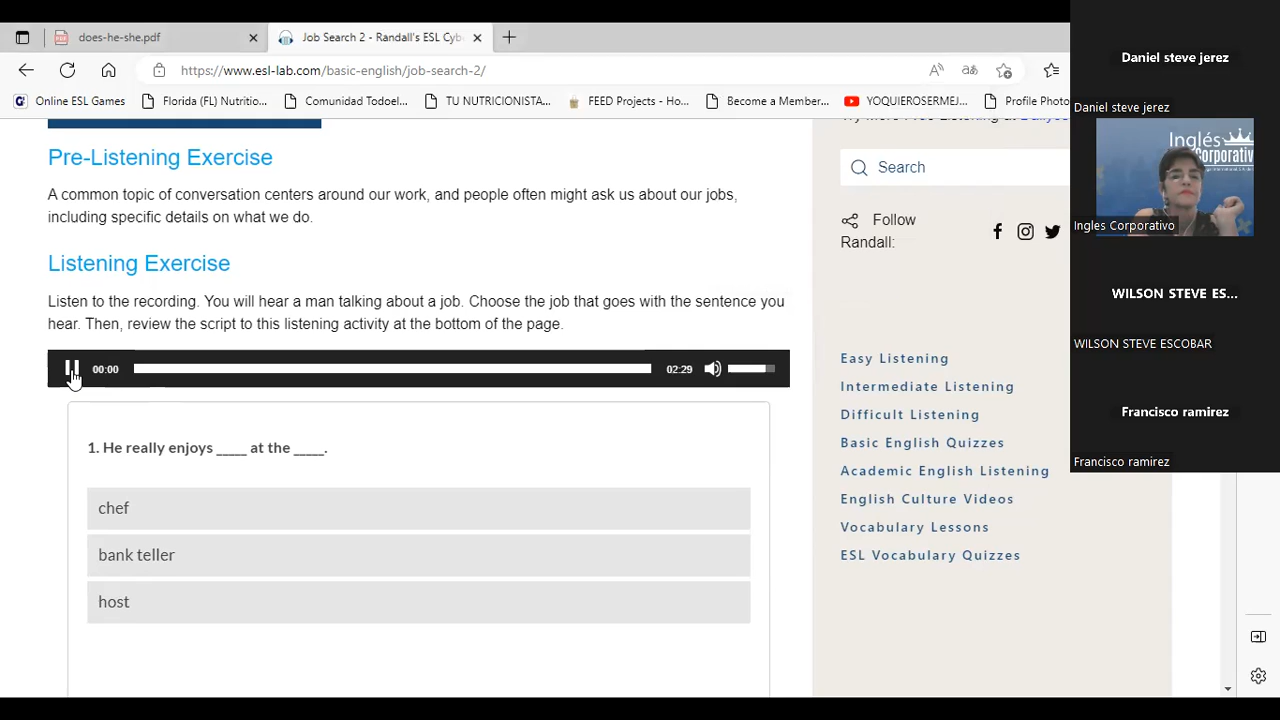 does-he-she.pdf
Job Search 2 - Randall's ESL Cyb
https://www.esl-lab.com/basic-english/job-search-2/
Online ESL Games
Florida (FL) Nutritio...
Comunidad Todoel...
TU NUTRICIONISTA...
FEED Projects - Ho...
Become a Member...
YOQUIEROSERMEJ...
Profile Photo
Pre-Listening Exercise
A common topic of conversation centers around our work, and people often might ask us about our jobs,
including specific details on what we do.
Listening Exercise
Listen to the recording. You will hear a man talking about a job. Choose the job that goes with the sentence you
hear. Then, review the script to this listening activity at the bottom of the page.
00:00
02:29
1. He really enjoys _____ at the _____.
chef
bank teller
host
Search
Follow
Randall:
Easy Listening
Intermediate Listening
Difficult Listening
Basic English Quizzes
Academic English Listening
English Culture Videos
Vocabulary Lessons
ESL Vocabulary Quizzes
Daniel steve jerez
Daniel steve jerez
Inglés
Corporativ
Ingles Corporativo
WILSON STEVE ES...
WILSON STEVE ESCOBAR
Francisco ramirez
Francisco ramirez